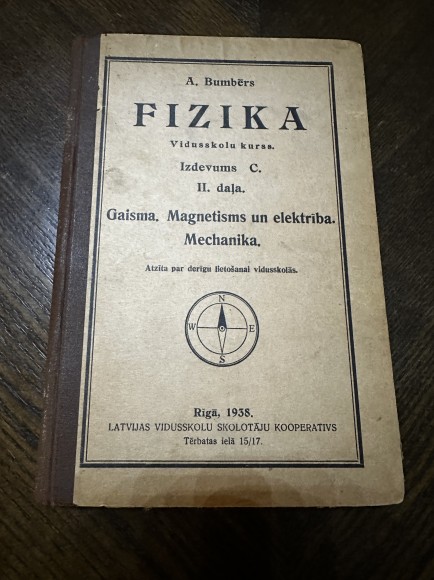 A. Bumbērs
FIZIKA
Vidusskolu kurss.
Izdevums C.
II. daļa.
Gaisma. Magnetisms un elektrība.
Mechanika.
Atzīta par derīgu lietošanai vidusskolās.
N
W E
S
Rīgā, 1938.
LATVIJAS VIDUSSKOLU SKOLOTĀJU KOOPERATIVS
Tērbatas ielā 15/17.